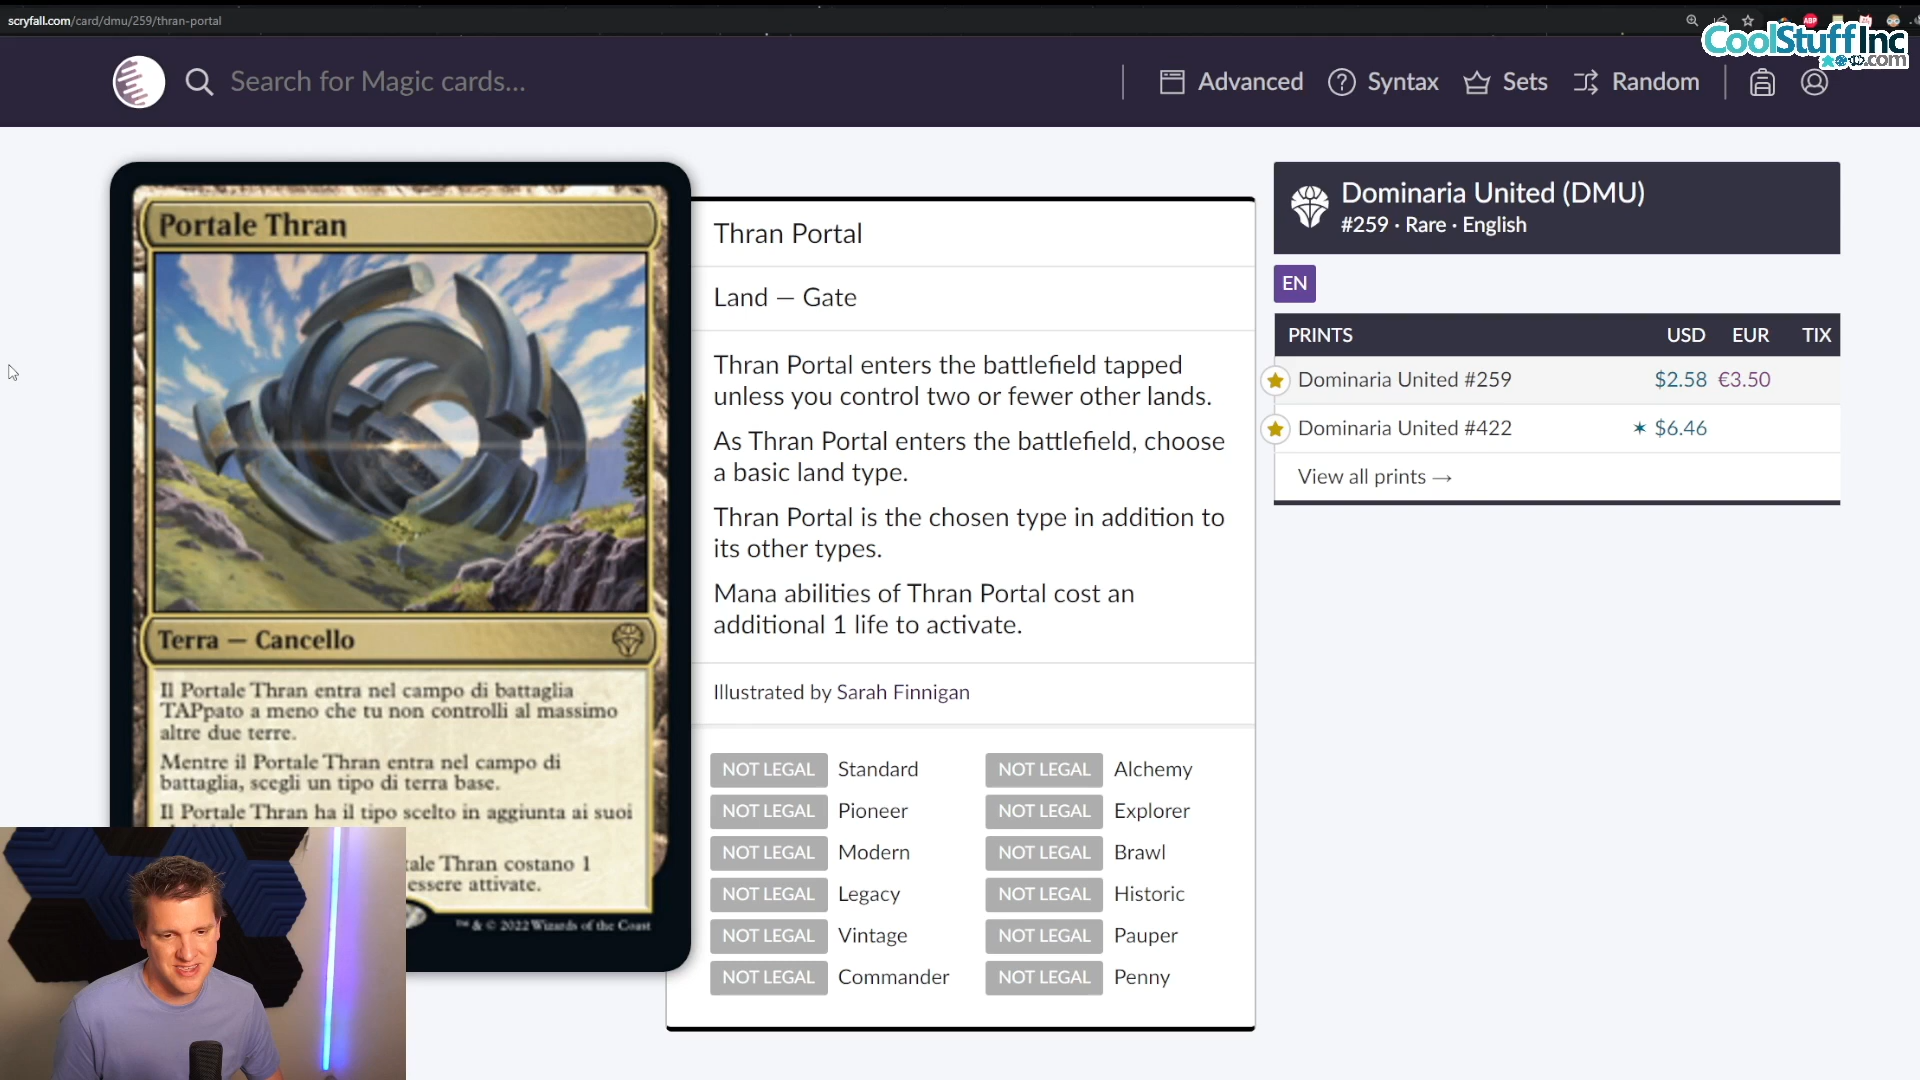 scryfall.com/card/dmu/259/thran-portal
CoolStuffInc
.com
Search for Magic cards...
Advanced
Syntax
Sets
Random
Portale Thran
Terra — Cancello
Il Portale Thran entra nel campo di battaglia
TAPpato a meno che tu non controlli al massimo
altre due terre.
Mentre il Portale Thran entra nel campo di
battaglia, scegli un tipo di terra base.
Il Portale Thran ha il tipo scelto in aggiunta ai suoi
Thran costano 1
essere attivate.
™ & © 2022 Wizards of the Coast
Thran Portal
Land — Gate
Thran Portal enters the battlefield tapped
unless you control two or fewer other lands.
As Thran Portal enters the battlefield, choose
a basic land type.
Thran Portal is the chosen type in addition to
its other types.
Mana abilities of Thran Portal cost an
additional 1 life to activate.
Illustrated by Sarah Finnigan
NOT LEGAL Standard NOT LEGAL Alchemy
NOT LEGAL Pioneer NOT LEGAL Explorer
NOT LEGAL Modern NOT LEGAL Brawl
NOT LEGAL Legacy NOT LEGAL Historic
NOT LEGAL Vintage NOT LEGAL Pauper
NOT LEGAL Commander NOT LEGAL Penny
Dominaria United (DMU)
#259 · Rare · English
EN
PRINTS USD EUR TIX
Dominaria United #259 $2.58 €3.50
Dominaria United #422 $6.46
View all prints →